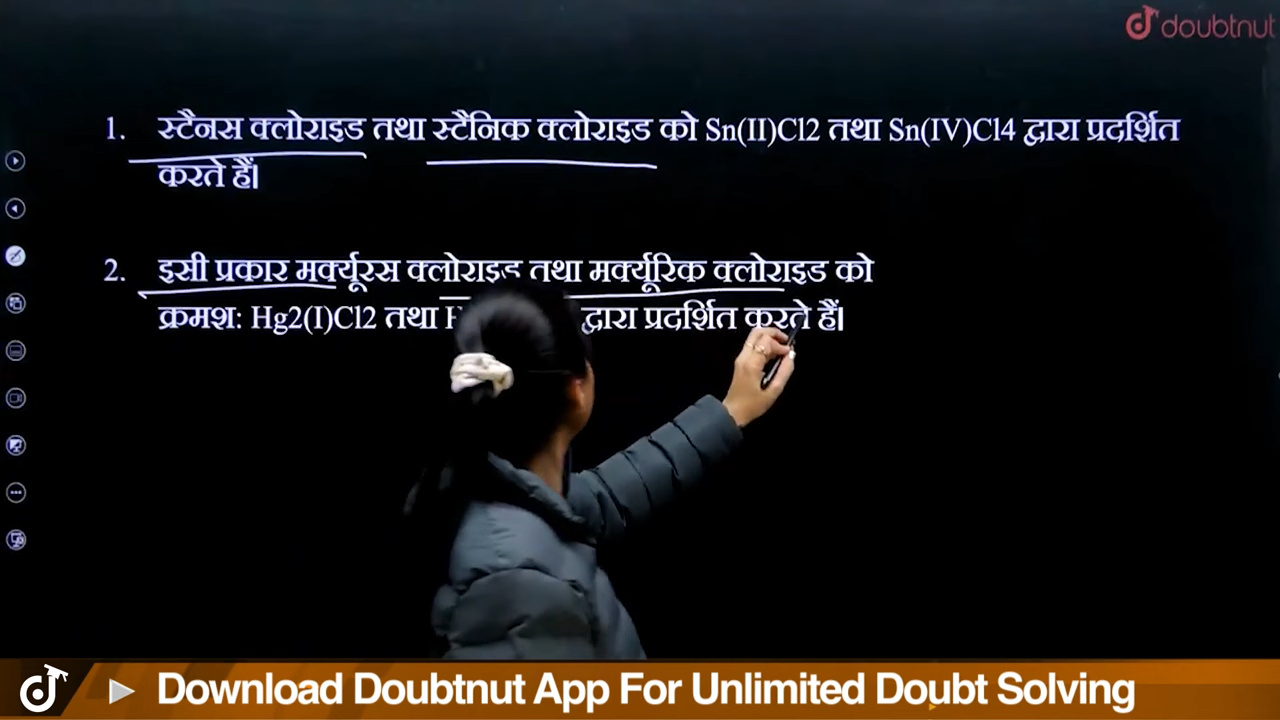 doubtnut
1. स्टैनस क्लोराइड तथा स्टैनिक क्लोराइड को Sn(II)Cl2 तथा Sn(IV)Cl4 द्वारा प्रदर्शित
करते हैं।
2. इसी प्रकार मर्क्यूरस क्लोराइड तथा मर्क्यूरिक क्लोराइड को
क्रमश: Hg2(I)Cl2 तथा द्वारा प्रदर्शित करते हैं।
Download Doubtnut App For Unlimited Doubt Solving